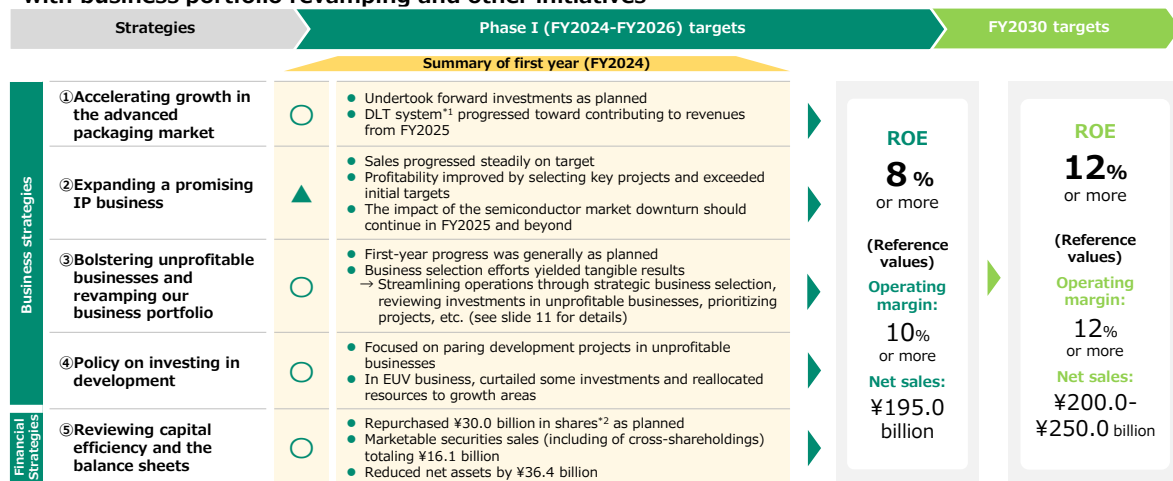 with business portfolio revamping and other initiatives
Strategies
Phase I (FY2024-FY2026) targets
FY2030 targets
Summary of first year (FY2024)
Business strategies
①Accelerating growth in
the advanced
packaging market
○
● Undertook forward investments as planned
● DLT system*1 progressed toward contributing to revenues
from FY2025
②Expanding a promising
IP business
▲
● Sales progressed steadily on target
● Profitability improved by selecting key projects and exceeded
initial targets
● The impact of the semiconductor market downturn should
continue in FY2025 and beyond
③Bolstering unprofitable
businesses and
revamping our
business portfolio
○
● First-year progress was generally as planned
● Business selection efforts yielded tangible results
→ Streamlining operations through strategic business selection,
reviewing investments in unprofitable businesses, prioritizing
projects, etc. (see slide 11 for details)
④Policy on investing in
development
○
● Focused on paring development projects in unprofitable
businesses
● In EUV business, curtailed some investments and reallocated
resources to growth areas
Financial
Strategies
⑤Reviewing capital
efficiency and the
balance sheets
○
● Repurchased ¥30.0 billion in shares*2 as planned
● Marketable securities sales (including of cross-shareholdings)
totaling ¥16.1 billion
● Reduced net assets by ¥36.4 billion
ROE
8 %
or more
(Reference
values)
Operating
margin:
10%
or more
Net sales:
¥195.0
billion
ROE
12%
or more
(Reference
values)
Operating
margin:
12%
or more
Net sales:
¥200.0-
¥250.0 billion